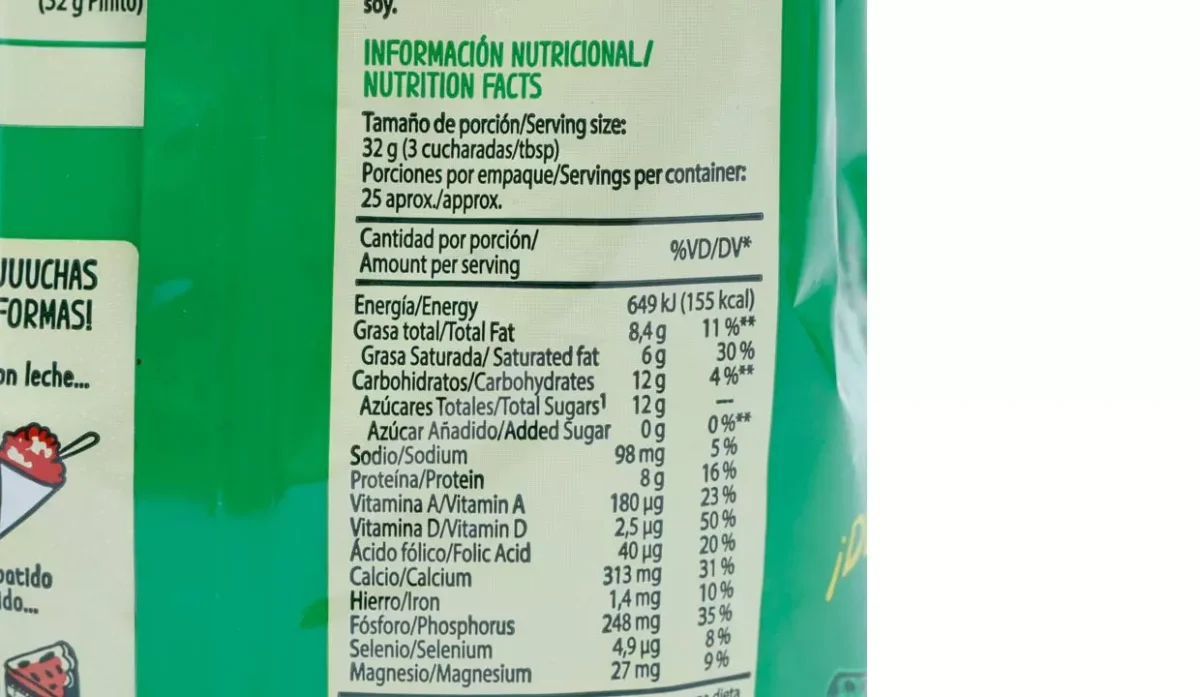 (32 g Pinito)
soy.
INFORMACIÓN NUTRICIONAL/
NUTRITION FACTS
Tamaño de porción/Serving size:
32 g (3 cucharadas/tbsp)
Porciones por empaque/Servings per container:
25 aprox./approx.
Cantidad por porción/
Amount per serving
%VD/DV*
Energía/Energy 649 kJ (155 kcal)
Grasa total/Total Fat 8,4 g 11 %**
Grasa Saturada/ Saturated fat 6 g 30 %
Carbohidratos/Carbohydrates 12 g 4 %**
Azúcares Totales/Total Sugars¹ 12 g —
Azúcar Añadido/Added Sugar 0 g 0 %**
Sodio/Sodium 98 mg 5 %
Proteína/Protein 8 g 16 %
Vitamina A/Vitamin A 180 µg 23 %
Vitamina D/Vitamin D 2,5 µg 50 %
Ácido fólico/Folic Acid 40 µg 20 %
Calcio/Calcium 313 mg 31 %
Hierro/Iron 1,4 mg 10 %
Fósforo/Phosphorus 248 mg 35 %
Selenio/Selenium 4,9 µg 8 %
Magnesio/Magnesium 27 mg 9 %
dieta
UUUCHAS
FORMAS!
on leche...
batido
do...
¡D